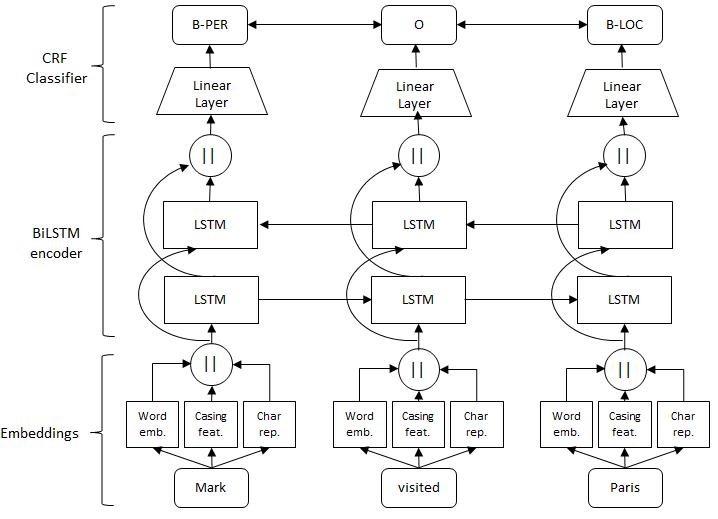 B-PER
O
B-LOC
CRF
Classifier
Linear
Layer
Linear
Layer
Linear
Layer
||
||
||
BiLSTM
encoder
LSTM
LSTM
LSTM
LSTM
LSTM
LSTM
||
||
||
Embeddings
Word
emb.
Casing
feat.
Char
rep.
Word
emb.
Casing
feat.
Char
rep.
Word
emb.
Casing
feat.
Char
rep.
Mark
visited
Paris